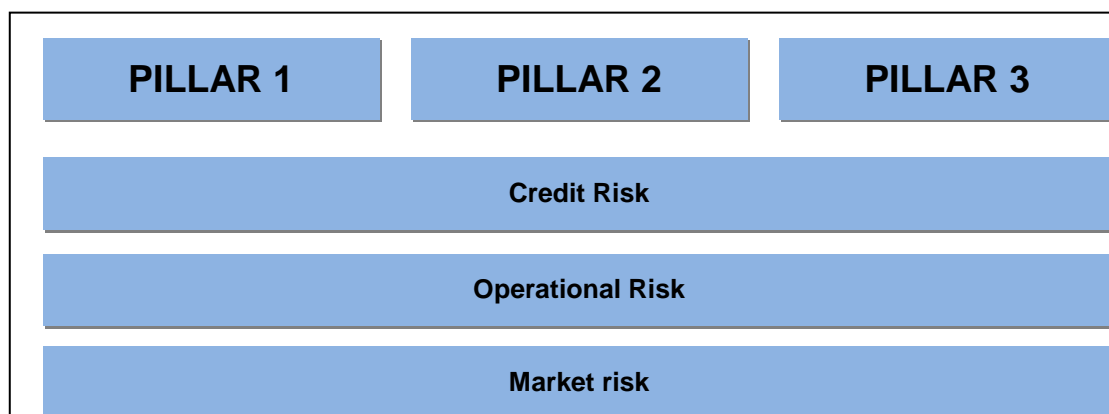 PILLAR 1 PILLAR 2 PILLAR 3
Credit Risk
Operational Risk
Market risk